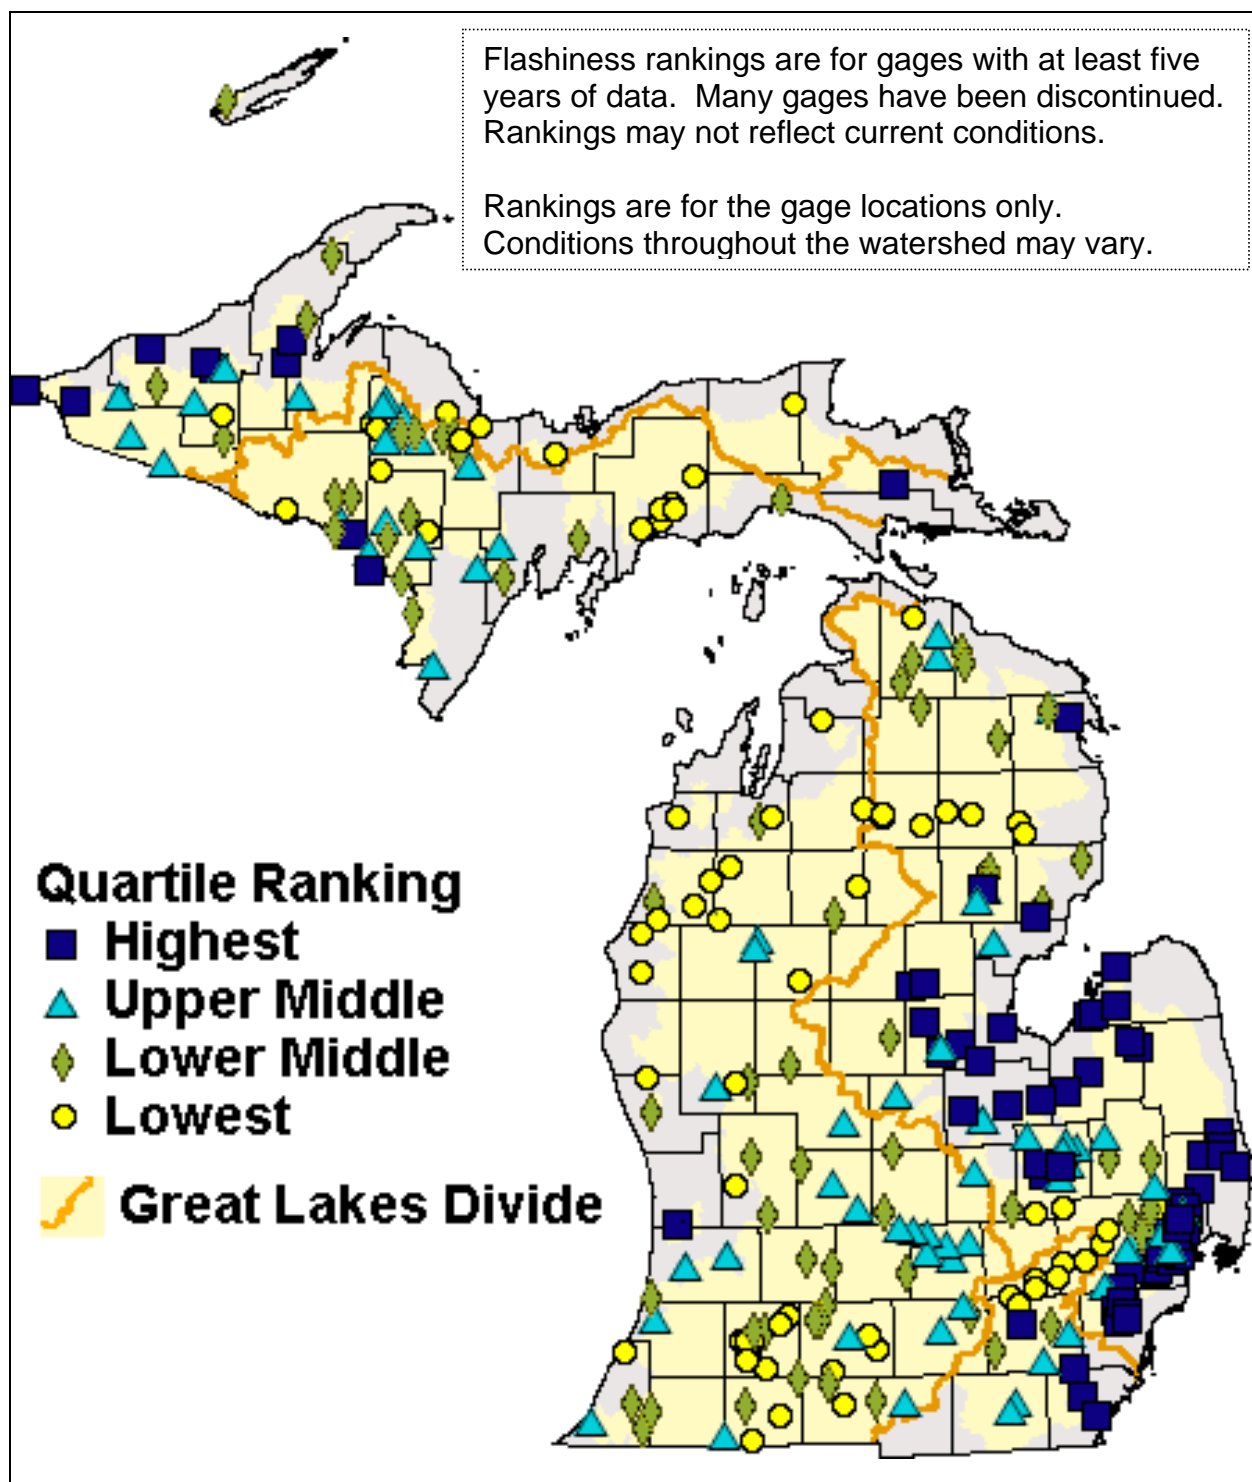 Flashiness rankings are for gages with at least five
years of data.  Many gages have been discontinued.
Rankings may not reflect current conditions.
Rankings are for the gage locations only.
Conditions throughout the watershed may vary.
Quartile Ranking
Highest
Upper Middle
Lower Middle
Lowest
Great Lakes Divide